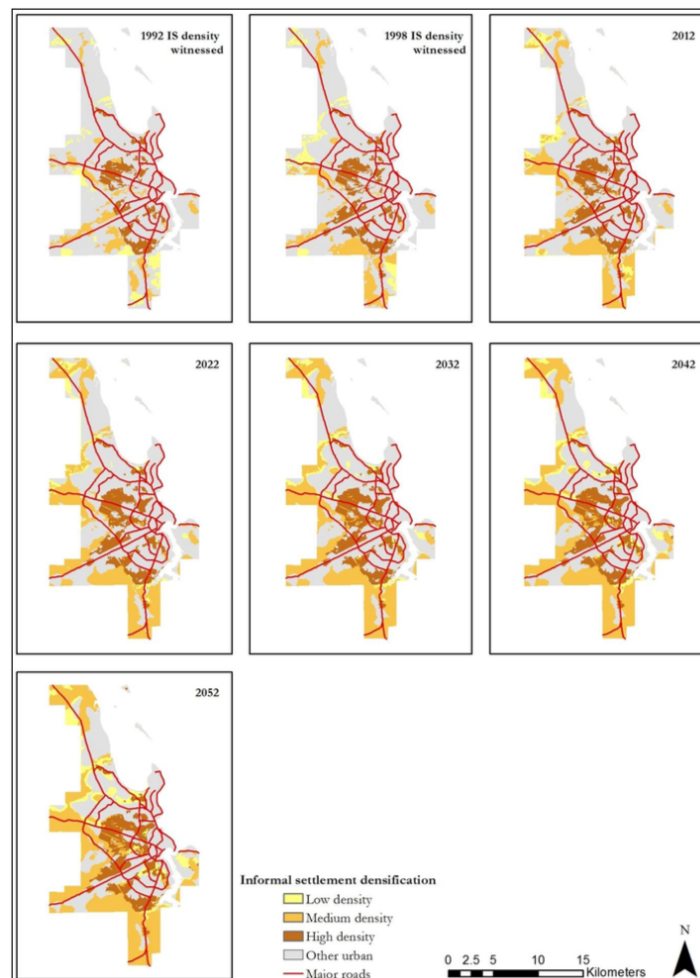 1992 IS density
witnessed
1998 IS density
witnessed
2012
2022
2032
2042
2052
Informal settlement densification
Low density
Medium density
High density
Other urban
Major roads
N
0 2.5 5 10 15
Kilometers